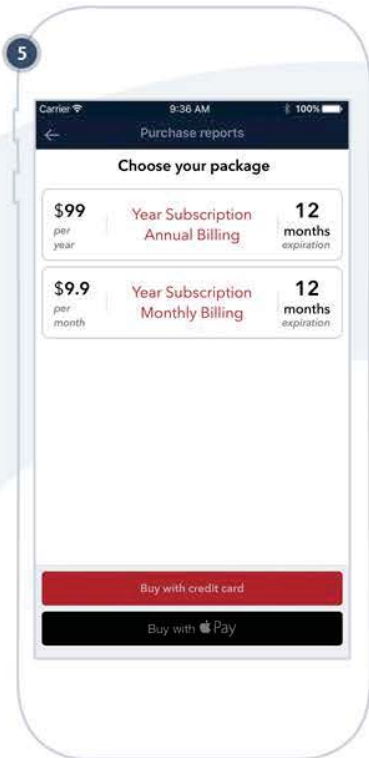 5
Carrier 9:36 AM 100%
← Purchase reports
Choose your package
$99
per
year
Year Subscription
Annual Billing
12
months
expiration
$9.9
per
month
Year Subscription
Monthly Billing
12
months
expiration
Buy with credit card
Buy with Pay